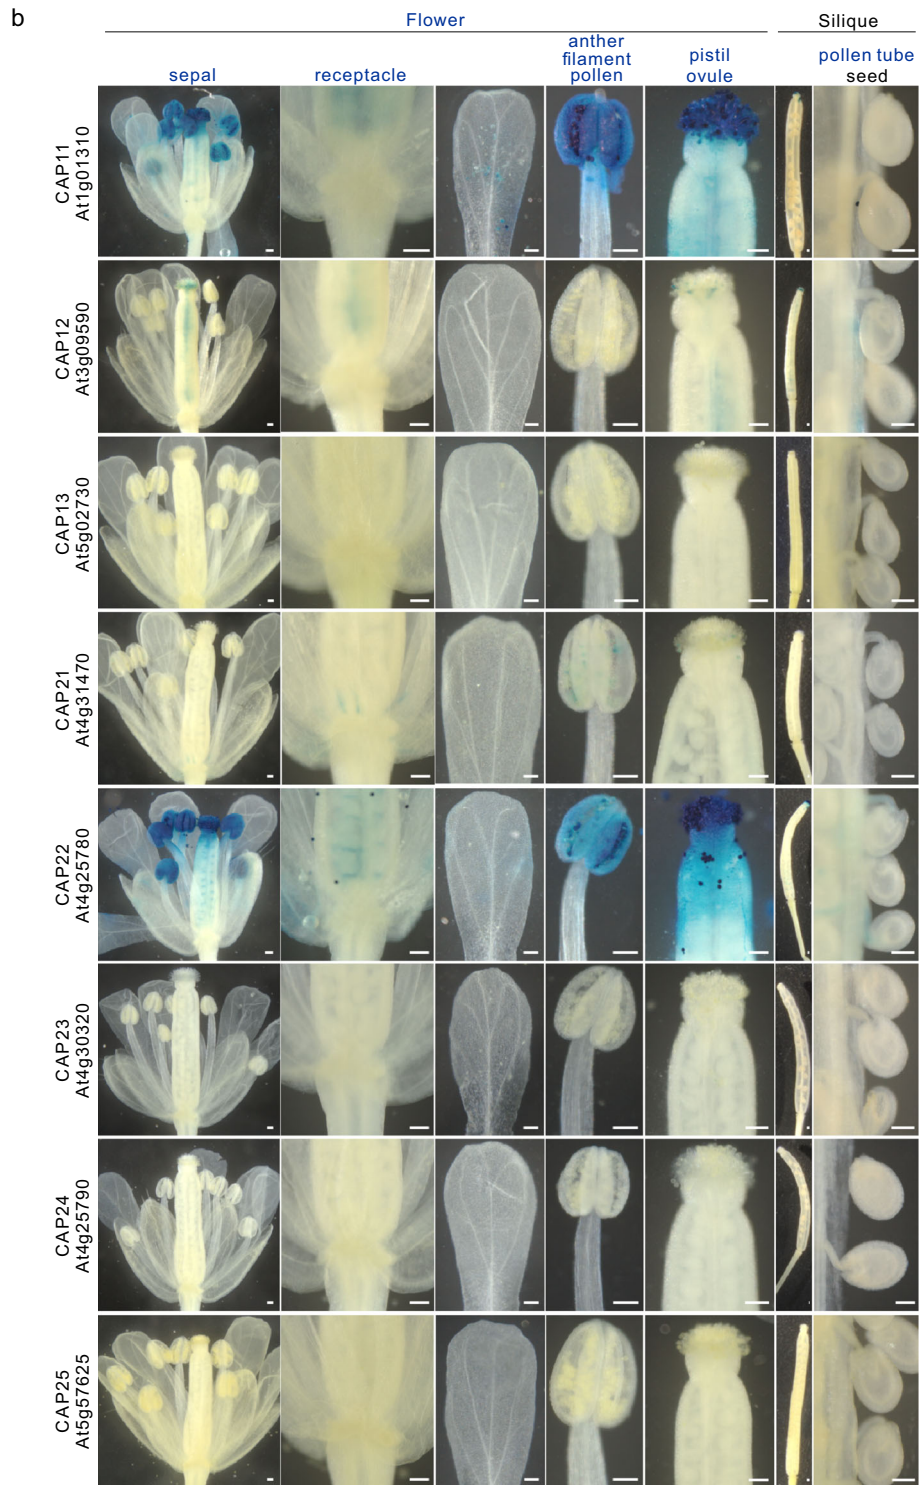 b
Flower
Silique
sepal
receptacle
anther
filament
pollen
pistil
ovule
pollen tube
seed
CAP11
At1g01310
CAP12
At3g09590
CAP13
At5g02730
CAP21
At4g31470
CAP22
At4g25780
CAP23
At4g30320
CAP24
At4g25790
CAP25
At5g57625